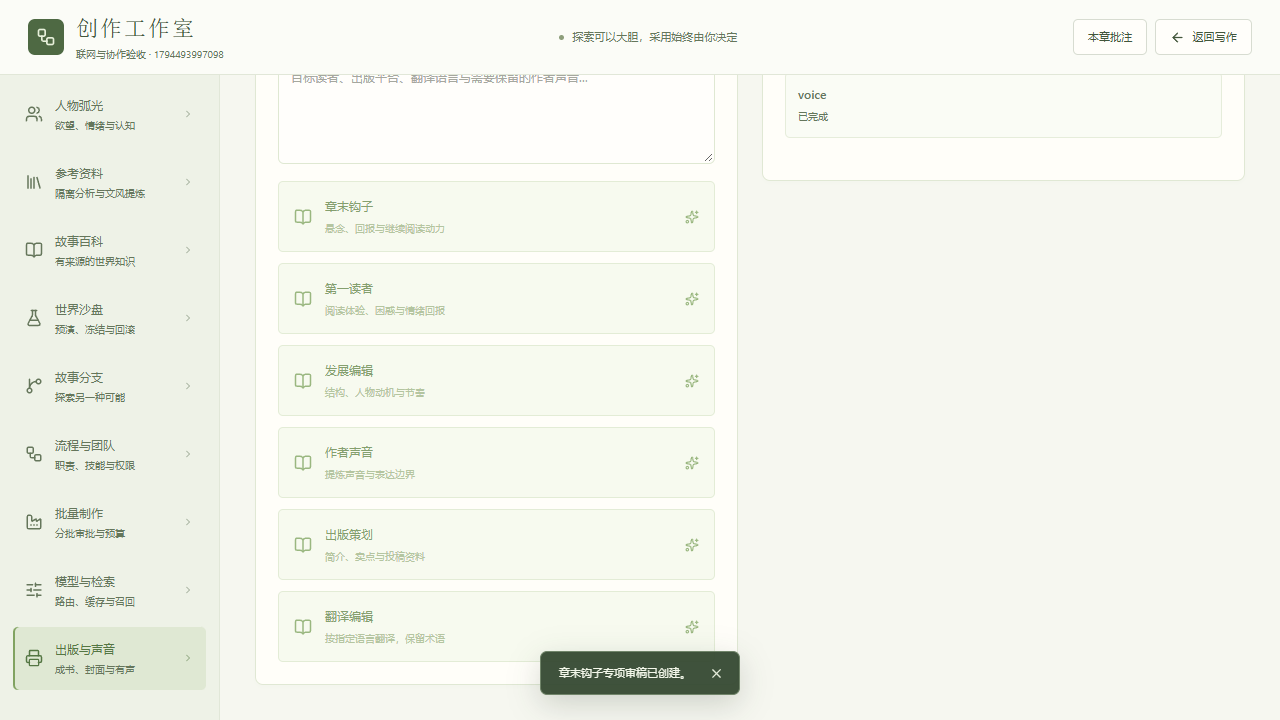 创作工作室
联网与协作验收 · 1794493997098
探索可以大胆，采用始终由你决定
本章批注
返回写作
人物弧光
欲望、情绪与认知
参考资料
隔离分析与文风提炼
故事百科
有来源的世界知识
世界沙盘
预演、冻结与回滚
故事分支
探索另一种可能
流程与团队
职责、技能与权限
批量制作
分批审批与预算
模型与检索
路由、缓存与召回
出版与声音
成书、封面与有声
目标读者、出版平台、翻译语言与需要保留的作者声音...
章末钩子
悬念、回报与继续阅读动力
第一读者
阅读体验、困惑与情绪回报
发展编辑
结构、人物动机与节奏
作者声音
提炼声音与表达边界
出版策划
简介、卖点与投稿资料
翻译编辑
按指定语言翻译，保留术语
voice
已完成
章末钩子专项审稿已创建。